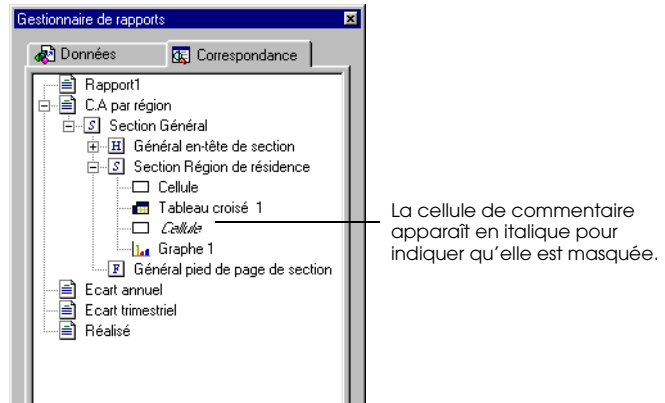 Gestionnaire de rapports
Données
Correspondance
Rapport1
C.A par région
S Section Général
H Général en-tête de section
S Section Région de résidence
Cellule
Tableau croisé 1
Cellule
Graphe 1
F Général pied de page de section
Ecart annuel
Ecart trimestriel
Réalisé
La cellule de commentaire
apparaît en italique pour
indiquer qu'elle est masquée.